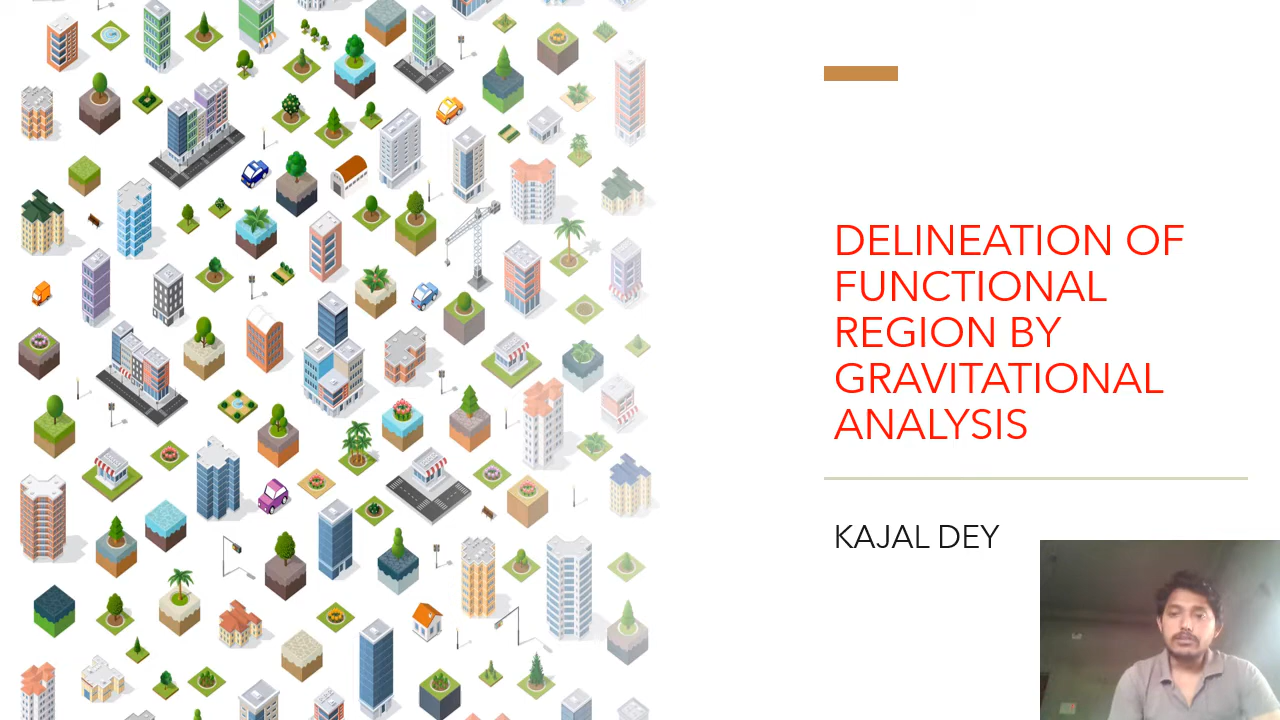 DELINEATION OF
FUNCTIONAL
REGION BY
GRAVITATIONAL
ANALYSIS
KAJAL DEY